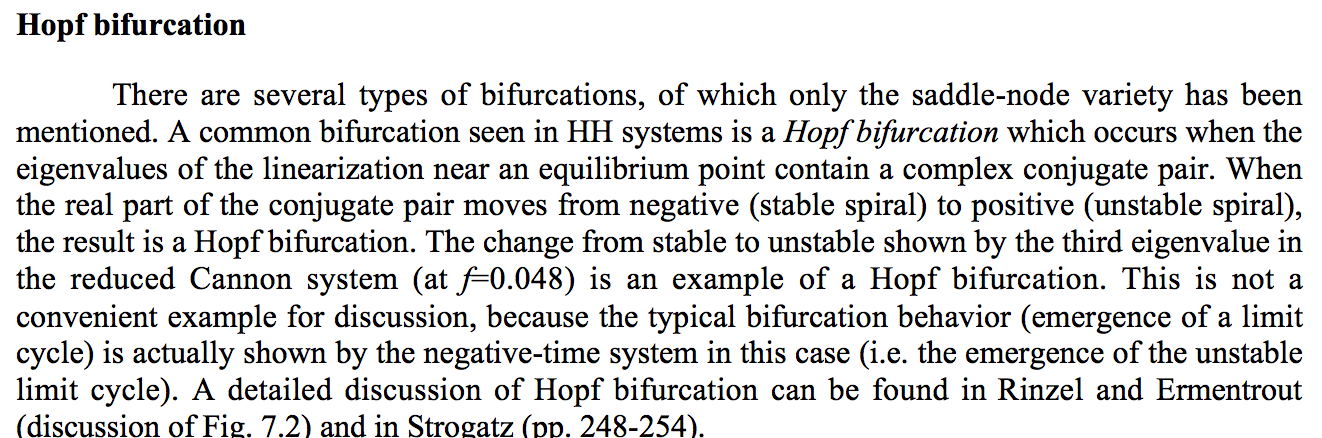 Hopf bifurcation
There are several types of bifurcations, of which only the saddle-node variety has been
mentioned. A common bifurcation seen in HH systems is a Hopf bifurcation which occurs when the
eigenvalues of the linearization near an equilibrium point contain a complex conjugate pair. When
the real part of the conjugate pair moves from negative (stable spiral) to positive (unstable spiral),
the result is a Hopf bifurcation. The change from stable to unstable shown by the third eigenvalue in
the reduced Cannon system (at f=0.048) is an example of a Hopf bifurcation. This is not a
convenient example for discussion, because the typical bifurcation behavior (emergence of a limit
cycle) is actually shown by the negative-time system in this case (i.e. the emergence of the unstable
limit cycle). A detailed discussion of Hopf bifurcation can be found in Rinzel and Ermentrout
(discussion of Fig. 7.2) and in Strogatz (pp. 248-254).